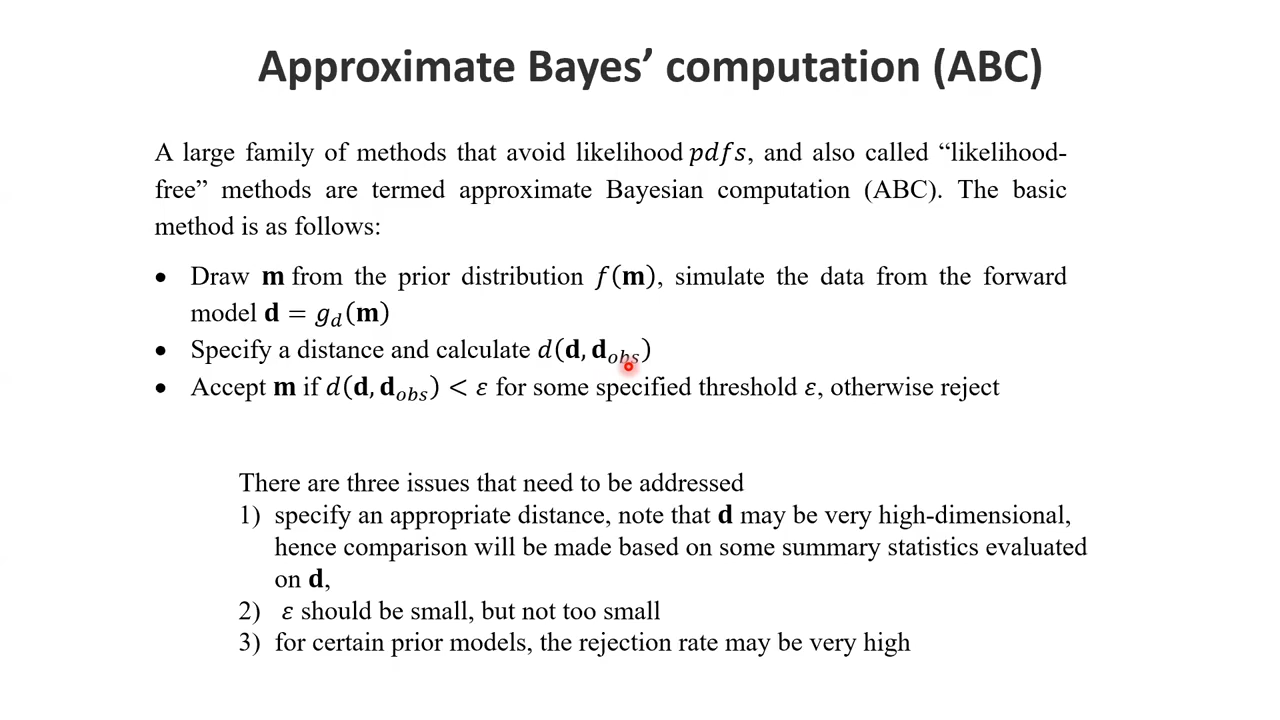 Approximate Bayes’ computation (ABC)
A large family of methods that avoid likelihood pdfs, and also called “likelihood-
free” methods are termed approximate Bayesian computation (ABC). The basic
method is as follows:
• Draw m from the prior distribution f(m), simulate the data from the forward
model d = g_d(m)
• Specify a distance and calculate d(d, d_obs)
• Accept m if d(d, d_obs) < ε for some specified threshold ε, otherwise reject
There are three issues that need to be addressed
1) specify an appropriate distance, note that d may be very high-dimensional,
hence comparison will be made based on some summary statistics evaluated
on d,
2) ε should be small, but not too small
3) for certain prior models, the rejection rate may be very high